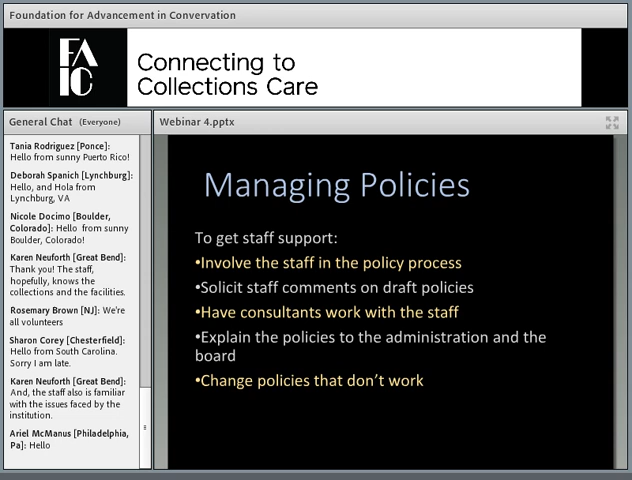 Foundation for Advancement in Convervation
FA
IC
Connecting to
Collections Care
General Chat (Everyone)
Tania Rodriguez [Ponce]:
Hello from sunny Puerto Rico!
Deborah Spanich [Lynchburg]:
Hello, and Hola from
Lynchburg, VA
Nicole Docimo [Boulder,
Colorado]: Hello from sunny
Boulder, Colorado!
Karen Neuforth [Great Bend]:
Thank you! The staff,
hopefully, knows the
collections and the facilities.
Rosemary Brown [NJ]: We're
all volunteers
Sharon Corey [Chesterfield]:
Hello from South Carolina.
Sorry I am late.
Karen Neuforth [Great Bend]:
And, the staff also is familiar
with the issues faced by the
institution.
Ariel McManus [Philadelphia,
Pa]: Hello
Webinar 4.pptx
Managing Policies
To get staff support:
•Involve the staff in the policy process
•Solicit staff comments on draft policies
•Have consultants work with the staff
•Explain the policies to the administration and the
board
•Change policies that don't work